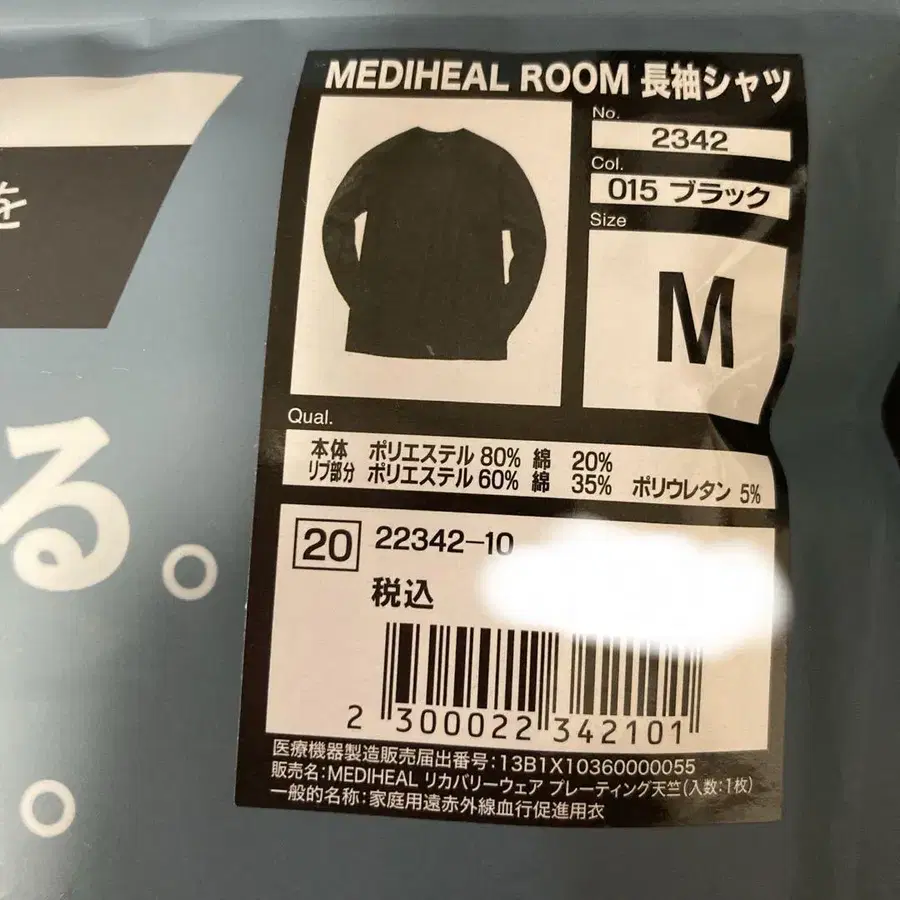 MEDIHEAL ROOM 長袖シャツ
No.
2342
Col.
015 ブラック
Size
M
Qual.
本体 ポリエステル 80% 綿 20%
リブ部分 ポリエステル 60% 綿 35% ポリウレタン 5%
20 22342-10
税込
2 300022 342101
医療機器製造販売届出番号:13B1X10360000055
販売名:MEDIHEAL リカバリーウェア プレーティング天竺(入数:1枚)
一般的名称:家庭用遠赤外線血行促進用衣
を
る。
。